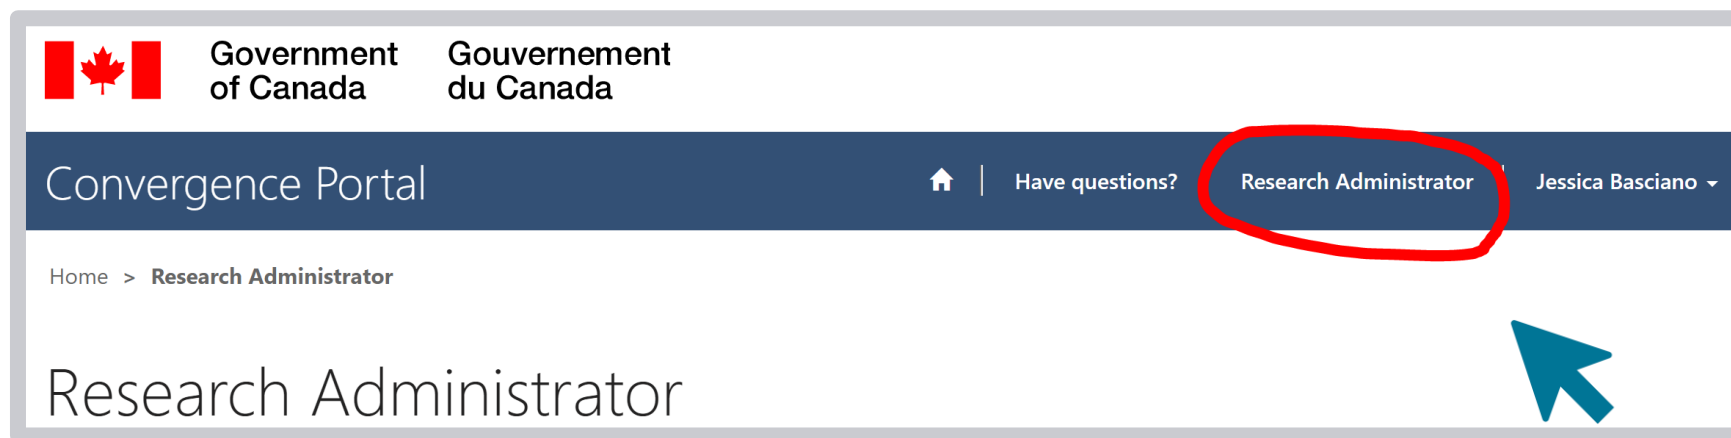 Government Gouvernement
of Canada du Canada
Convergence Portal Have questions? Research Administrator Jessica Basciano
Home > Research Administrator
Research Administrator